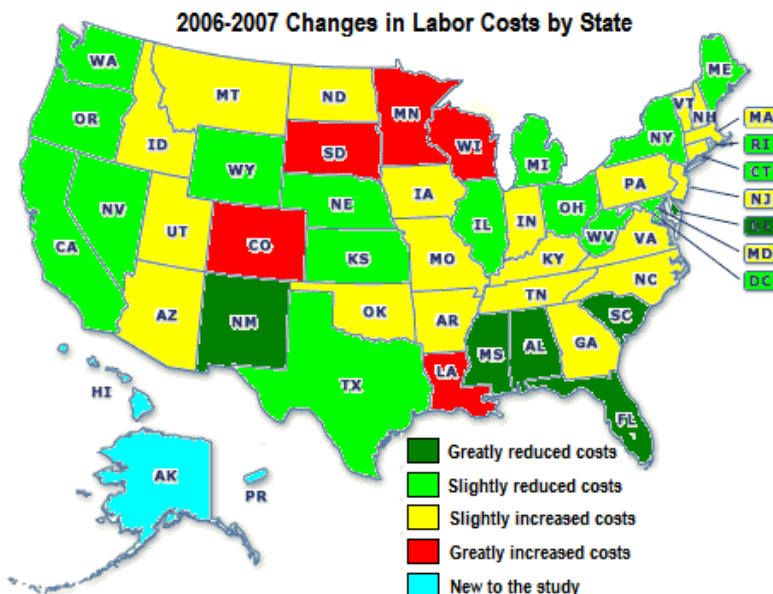 2006-2007 Changes in Labor Costs by State
WA
MT
ND
MN
ME
VT
NH
MA
OR
ID
WY
SD
WI
MI
NY
RI
CT
NV
NE
IA
IL
IN
OH
PA
NJ
CA
UT
CO
KS
MO
KY
WV
VA
MD
DC
AZ
NM
OK
AR
TN
NC
SC
TX
LA
MS
AL
GA
FL
HI
AK
PR
Greatly reduced costs
Slightly reduced costs
Slightly increased costs
Greatly increased costs
New to the study